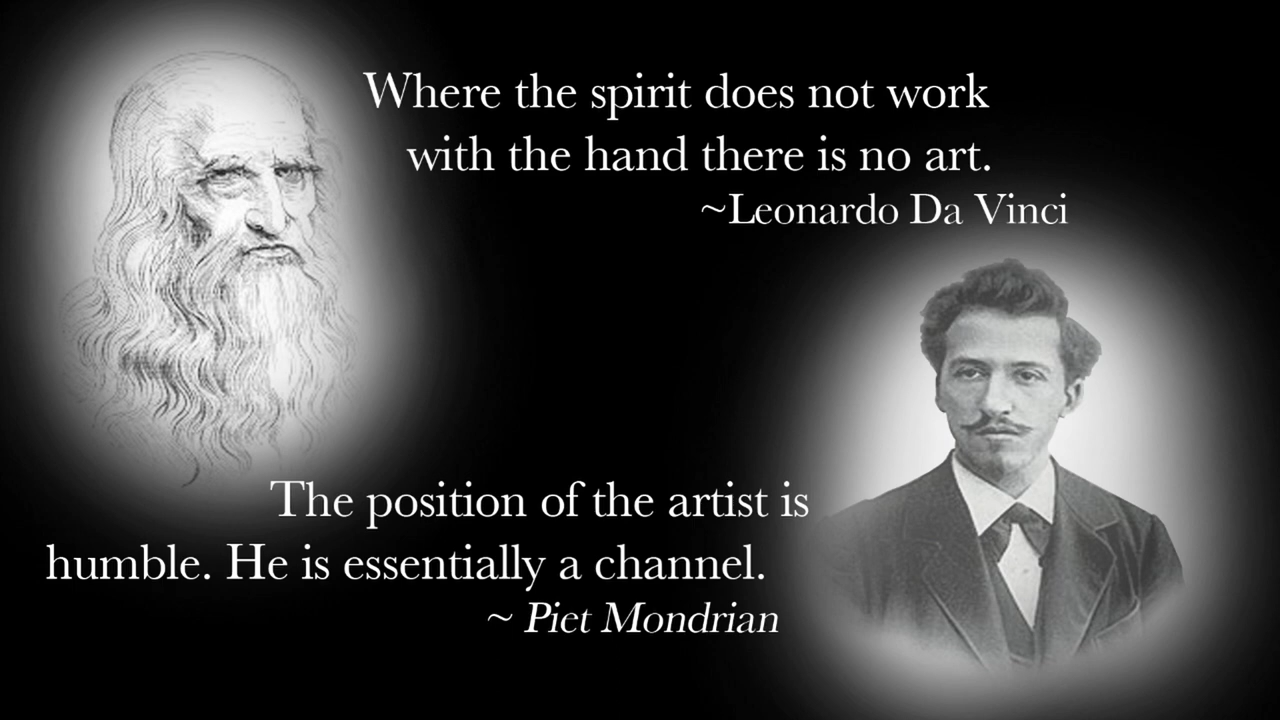 Where the spirit does not work
with the hand there is no art.
~Leonardo Da Vinci
The position of the artist is
humble. He is essentially a channel.
~ Piet Mondrian